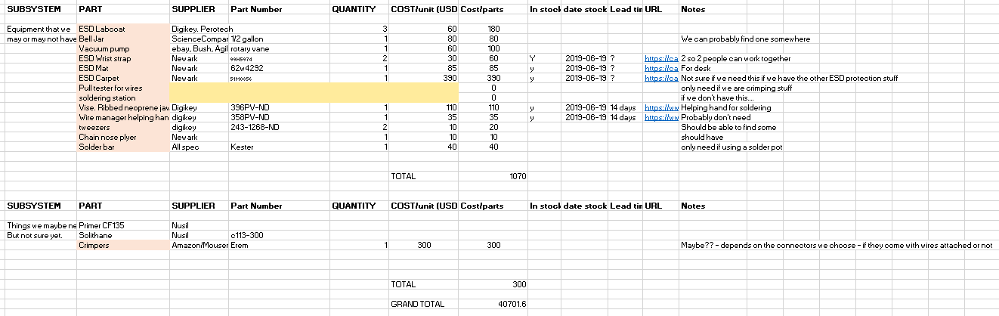 SUBSYSTEM PART SUPPLIER Part Number QUANTITY COST/unit (USD Cost/parts In stock date stock Lead tin URL Notes
Equipment that we ESD Labcoat Digikey. Perotech 3 60 180
may or may not have Bell Jar ScienceCompar 1/2 gallon 1 80 80 We can probably find one somewhere
Vacuum pump ebay, Bush, Agil rotary vane 1 60 100
ESD Wrist strap Newark 99H5974 2 30 60 Y 2019-06-19 ? https://ca 2 so 2 people can work together
ESD Mat Newark 62w4292 1 85 85 y 2019-06-19 ? https://ca For desk
ESD Carpet Newark 51M0856 1 390 390 y 2019-06-19 ? https://ca Not sure if we need this if we have the other ESD protection stuff
Pull tester for wires 0 only need if we are crimping stuff
soldering station 0 if we don't have this....
Vise. Ribbed neoprene jaw Digikey 396PV-ND 1 110 110 y 2019-06-19 14 days https://ww Helping hand for soldering
Wire manager helping han digikey 358PV-ND 1 35 35 y 2019-06-19 14 days https://ww Probably don't need
tweezers digikey 243-1268-ND 2 10 20 Should be able to find some
Chain nose plyer Newark 1 10 10 should have
Solder bar All spec Kester 1 40 40 only need if using a solder pot
TOTAL 1070
SUBSYSTEM PART SUPPLIER Part Number QUANTITY COST/unit (USD Cost/parts In stock date stock Lead tin URL Notes
Things we maybe ne Primer CF135 Nusil
But not sure yet. Solithane Nusil c113-300
Crimpers Amazon/Mouser Erem 1 300 300 Maybe?? - depends on the connectors we choose - if they come with wires attached or not
TOTAL 300
GRAND TOTAL 40701.6